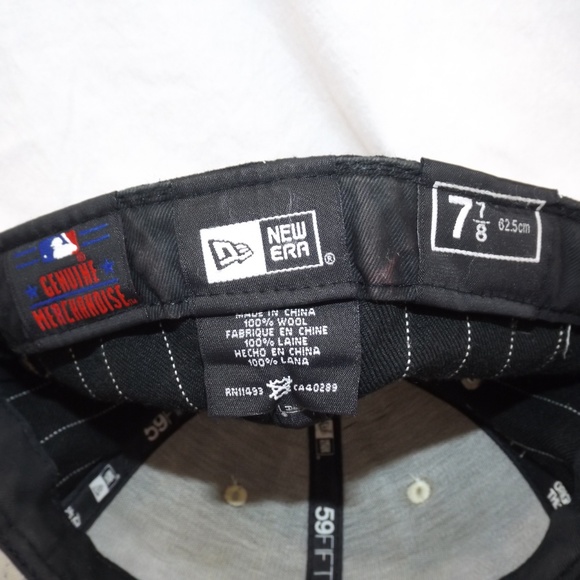 GENUINE
MERCHANDISE
NEW
ERA®
7 7/8 62.5cm
MADE IN CHINA
100% WOOL
FABRIQUE EN CHINE
100% LAINE
HECHO EN CHINA
100% LANA
RN11493 CA40289
59FIFTY
59FIFT